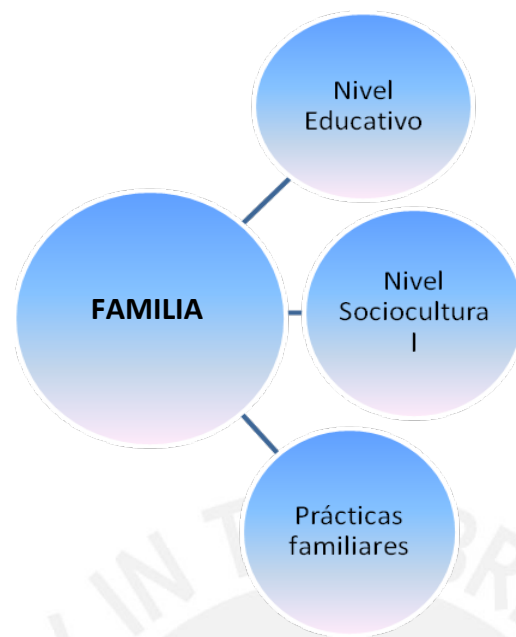 Nivel
Educativo
FAMILIA
Nivel
Sociocultura
l
Prácticas
familiares